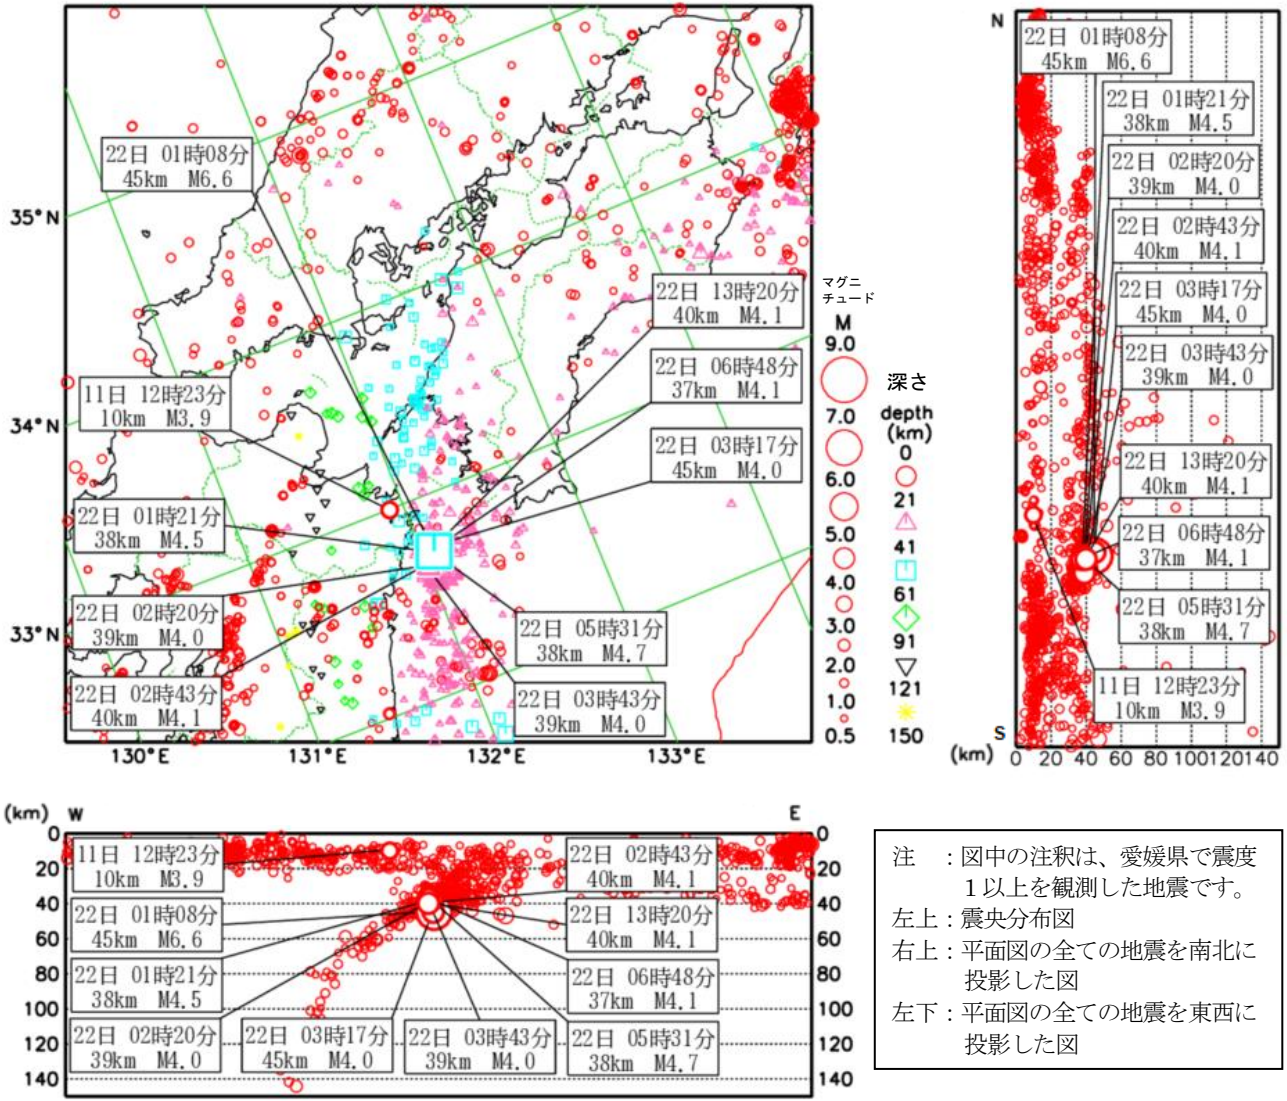 22日 01時08分
45km M6.6
35°N
34°N
33°N
11日 12時23分
10km M3.9
22日 01時21分
38km M4.5
22日 02時20分
39km M4.0
22日 02時43分
40km M4.1
22日 13時20分
40km M4.1
22日 06時48分
37km M4.1
22日 03時17分
45km M4.0
22日 05時31分
38km M4.7
22日 03時43分
39km M4.0
130°E
131°E
132°E
133°E
マグニ
チュード
M
9.0
7.0
6.0
5.0
4.0
3.0
2.0
1.0
0.5
深さ
depth
(km)
0
21
41
61
91
121
150
N
22日 01時08分
45km M6.6
22日 01時21分
38km M4.5
22日 02時20分
39km M4.0
22日 02時43分
40km M4.1
22日 03時17分
45km M4.0
22日 03時43分
39km M4.0
22日 13時20分
40km M4.1
22日 06時48分
37km M4.1
22日 05時31分
38km M4.7
11日 12時23分
10km M3.9
S
(km) 0 20 40 60 80 100 120 140
(km) W E
0 0
20 20
40 40
60 60
80 80
100 100
120 120
140 140
11日 12時23分
10km M3.9
22日 01時08分
45km M6.6
22日 01時21分
38km M4.5
22日 02時20分
39km M4.0
22日 03時17分
45km M4.0
22日 03時43分
39km M4.0
22日 02時43分
40km M4.1
22日 13時20分
40km M4.1
22日 06時48分
37km M4.1
22日 05時31分
38km M4.7
注 ：図中の注釈は、愛媛県で震度
1以上を観測した地震です。
左上：震央分布図
右上：平面図の全ての地震を南北に
投影した図
左下：平面図の全ての地震を東西に
投影した図